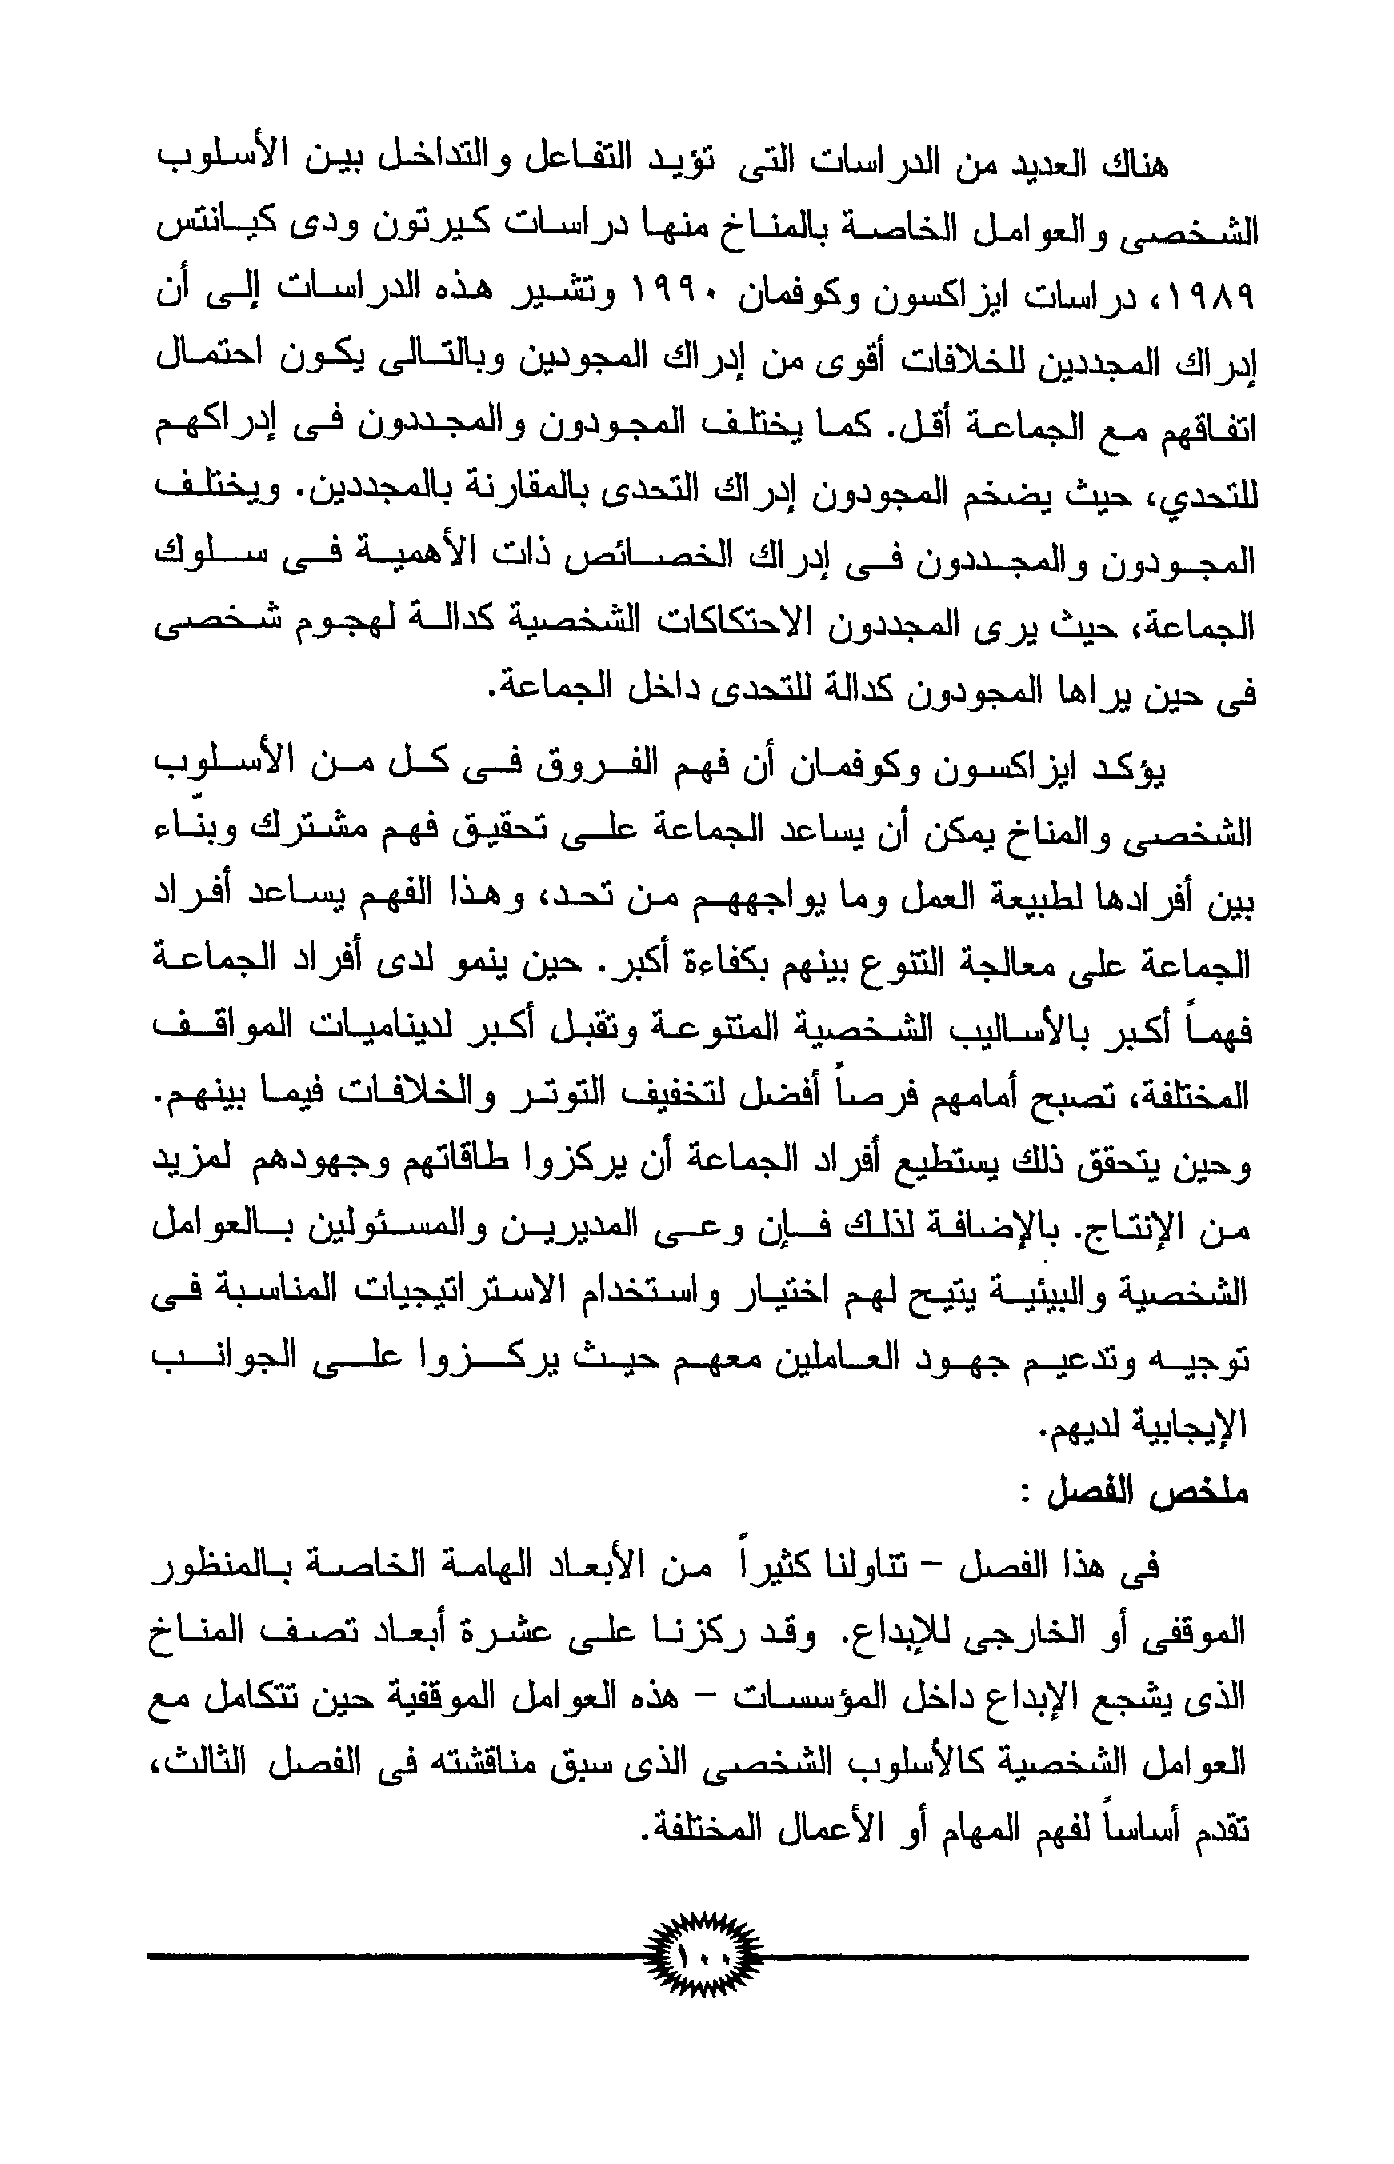 هناك العديد من الدراسات التى تؤيد التفاعل والتداخل بين الأسلوب
الشخصى والعوامل الخاصة بالمناخ منها دراسات كيرتون ودى كيانتس
١٩٨٩، دراسات ايزاكسون وكوفمان ١٩٩٠ وتشير هذه الدراسات إلى أن
إدراك المجددين للخلافات أقوى من إدراك المجودين وبالتالى يكون احتمال
اتفاقهم مع الجماعة أقل. كما يختلف المجودون والمجددون فى إدراكهم
للتحدي، حيث يضخم المجودون إدراك التحدى بالمقارنة بالمجددين. ويختلف
المجودون والمجددون فى إدراك الخصائص ذات الأهمية فى سلوك
الجماعة، حيث يرى المجددون الاحتكاكات الشخصية كدالة لهجوم شخصى
فى حين يراها المجودون كدالة للتحدى داخل الجماعة.
يؤكد ايزاكسون وكوفمان أن فهم الفروق فى كل من الأسلوب
الشخصى والمناخ يمكن أن يساعد الجماعة على تحقيق فهم مشترك وبنّاء
بين أفرادها لطبيعة العمل وما يواجههم من تحد، وهذا الفهم يساعد أفراد
الجماعة على معالجة التنوع بينهم بكفاءة أكبر. حين ينمو لدى أفراد الجماعة
فهماً أكبر بالأساليب الشخصية المتنوعة وتقبل أكبر لديناميات المواقف
المختلفة، تصبح أمامهم فرصاً أفضل لتخفيف التوتر والخلافات فيما بينهم.
وحين يتحقق ذلك يستطيع أفراد الجماعة أن يركزوا طاقاتهم وجهودهم لمزيد
من الإنتاج. بالإضافة لذلك فإن وعى المديرين والمسئولين بالعوامل
الشخصية والبيئية يتيح لهم اختيار واستخدام الاستراتيجيات المناسبة فى
توجيه وتدعيم جهود العاملين معهم حيث يركزوا على الجوانب
الإيجابية لديهم.
ملخص الفصل :
فى هذا الفصل – تناولنا كثيراً من الأبعاد الهامة الخاصة بالمنظور
الموقفى أو الخارجى للإبداع. وقد ركزنا على عشرة أبعاد تصف المناخ
الذى يشجع الإبداع داخل المؤسسات – هذه العوامل الموقفية حين تتكامل مع
العوامل الشخصية كالأسلوب الشخصى الذى سبق مناقشته فى الفصل الثالث،
تقدم أساساً لفهم المهام أو الأعمال المختلفة.
١٠٠